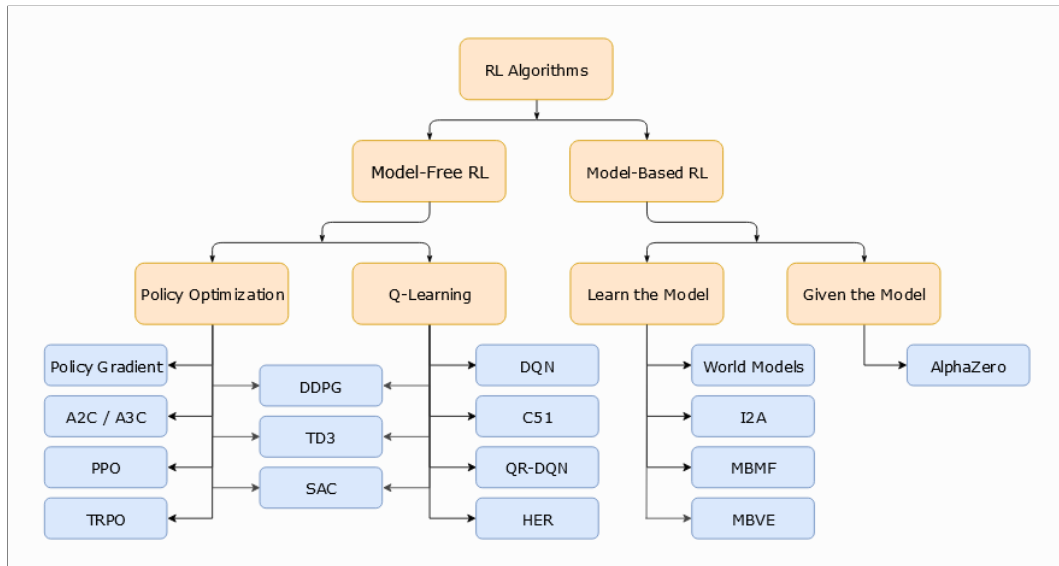 RL Algorithms
Model-Free RL
Model-Based RL
Policy Optimization
Q-Learning
Learn the Model
Given the Model
Policy Gradient
DDPG
DQN
World Models
AlphaZero
A2C / A3C
TD3
C51
I2A
PPO
SAC
QR-DQN
MBMF
TRPO
HER
MBVE